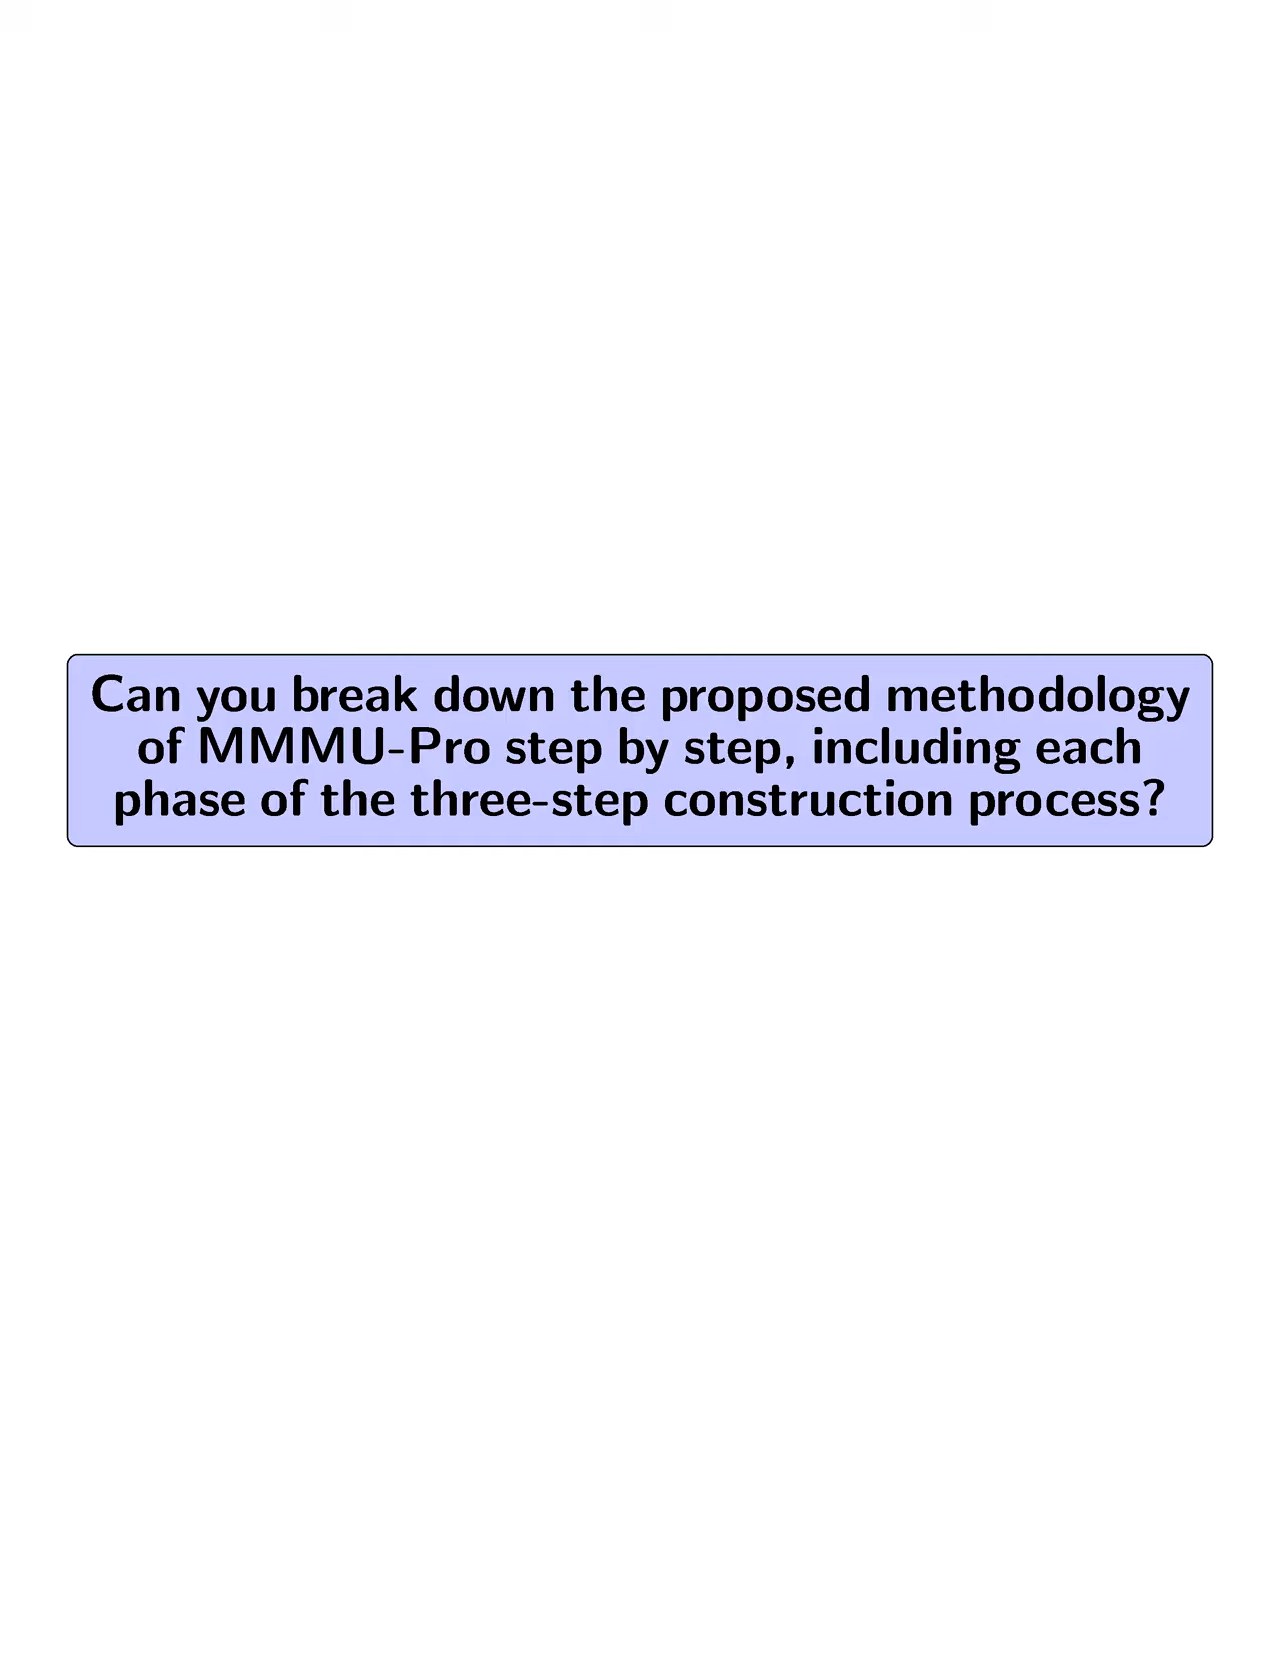 Can you break down the proposed methodology
of MMMU-Pro step by step, including each
phase of the three-step construction process?